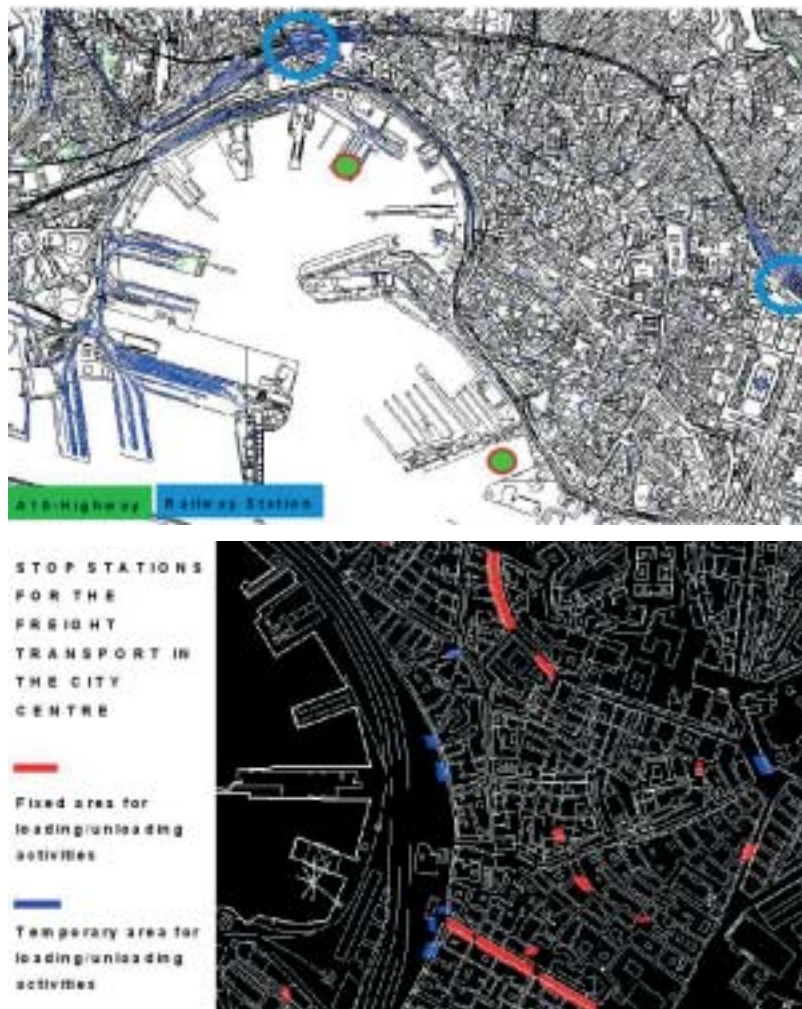 A10-Highway
Railway Station
STOP STATIONS
FOR THE
FREIGHT
TRANSPORT IN
THE CITY
CENTRE
Fixed area for
loading/unloading
activities
Temporary area for
loading/unloading
activities